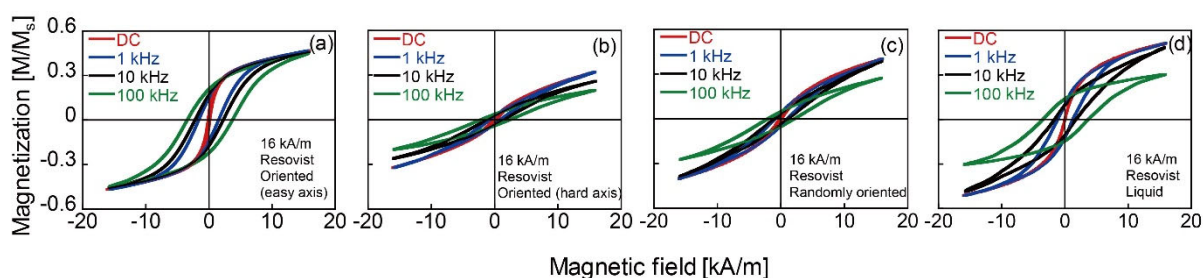 Magnetization [M/Ms]
0.6
0.3
0
-0.3
-0.6
DC
1 kHz
10 kHz
100 kHz
(a)
16 kA/m
Resovist
Oriented
(easy axis)
-20 -10 0 10 20
DC
1 kHz
10 kHz
100 kHz
(b)
16 kA/m
Resovist
Oriented (hard axis)
-20 -10 0 10 20
DC
1 kHz
10 kHz
100 kHz
(c)
16 kA/m
Resovist
Randomly oriented
-20 -10 0 10 20
DC
1 kHz
10 kHz
100 kHz
(d)
16 kA/m
Resovist
Liquid
-20 -10 0 10 20
Magnetic field [kA/m]